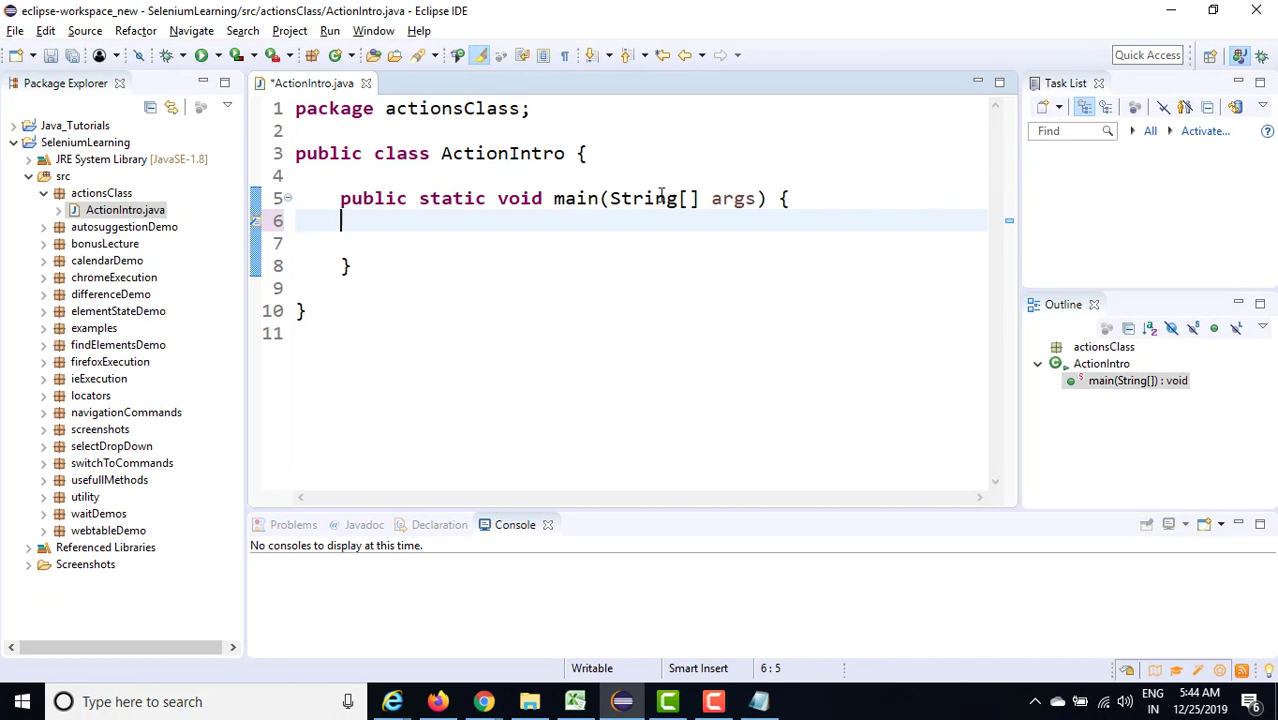 eclipse-workspace_new - SeleniumLearning/src/actionsClass/ActionIntro.java - Eclipse IDE
File Edit Source Refactor Navigate Search Project Run Window Help
Quick Access
Package Explorer
Java_Tutorials
SeleniumLearning
JRE System Library [JavaSE-1.8]
src
actionsClass
ActionIntro.java
autosuggestionDemo
bonusLecture
calendarDemo
chromeExecution
differenceDemo
elementStateDemo
examples
findElementsDemo
firefoxExecution
ieExecution
locators
navigationCommands
screenshots
selectDropDown
switchToCommands
usefullMethods
utility
waitDemos
webtableDemo
Referenced Libraries
Screenshots
*ActionIntro.java
1 package actionsClass;
2
3 public class ActionIntro {
4
5 public static void main(String[] args) {
6
7
8 }
9
10 }
11
Problems @ Javadoc Declaration Console
No consoles to display at this time.
Task List
Find All Activate...
Outline
actionsClass
ActionIntro
main(String[]) : void
Writable Smart Insert 6 : 5
Type here to search
ENG
IN
5:44 AM
12/25/2019
6